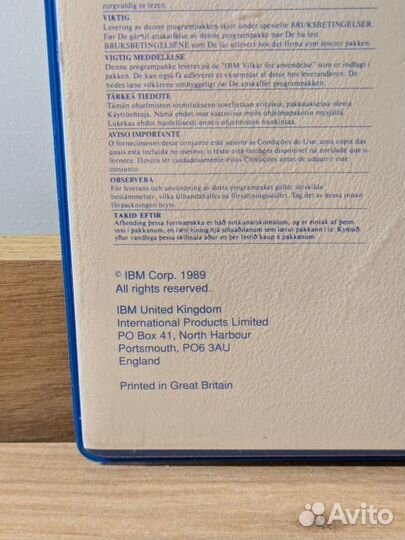 zorgvuldig te lezen.
VIKTIG
Levering av denne programpakken skjer under spesielle BRUKSBETINGELSER.
Før De går til anskaffelse av denne programpakke bør De ha lest
BRUKSBETINGELSENE som De får utlevert hos det firma som leverer pakken.
VIGTIG MEDDELELSE
Denne programpakke leveres på de "IBM Vilkår for anvendelse" som er indlagt i
pakken. De kan også få udleveret et eksemplar af disse hos leverandøren. De
bedes læse vilkårene omhyggeligt før De anskaffer programpakken.
TÄRKEÄ TIEDOTE
Tämän ohjelmiston toimitukseen sovelletaan erityisiä, pakkauksessa olevia
Käyttöehtoja. Nämä ehdot ovat saatavissa myös ohjelmapaketin myyjältä.
Lukekaa ehdot huolellisesti ennen ohjelmiston hankintaa.
AVISO IMPORTANTE
O fornecimento deste conjunto está sujeito às Condições de Uso, uma cópia das
quais está incluída no mesmo; o texto está também disponível na entidade que o
fornece. Deverá ler cuidadosamente estas Condições antes de adquirir este
conjunto.
OBSERVERA
För leverans och användning av detta programpaket gäller särskilda
bestämmelser, vilka tillhandahålles på försäljningsstället. Tag del av dessa innan
förpackningen bryts.
TAKID EFTIR
Afhending þessa forritapakka er háð notkunarskilmálum, og er eintak af þeim
inni í pakkanum, en fæst einnig hjá söluaðilanum sem lætur pakkann í té. Kynnið
yður vandlega þessa skilmála áður en þér festið kaup á pakkanum.
© IBM Corp. 1989
All rights reserved.
IBM United Kingdom
International Products Limited
PO Box 41, North Harbour
Portsmouth, PO6 3AU
England
Printed in Great Britain
Avito